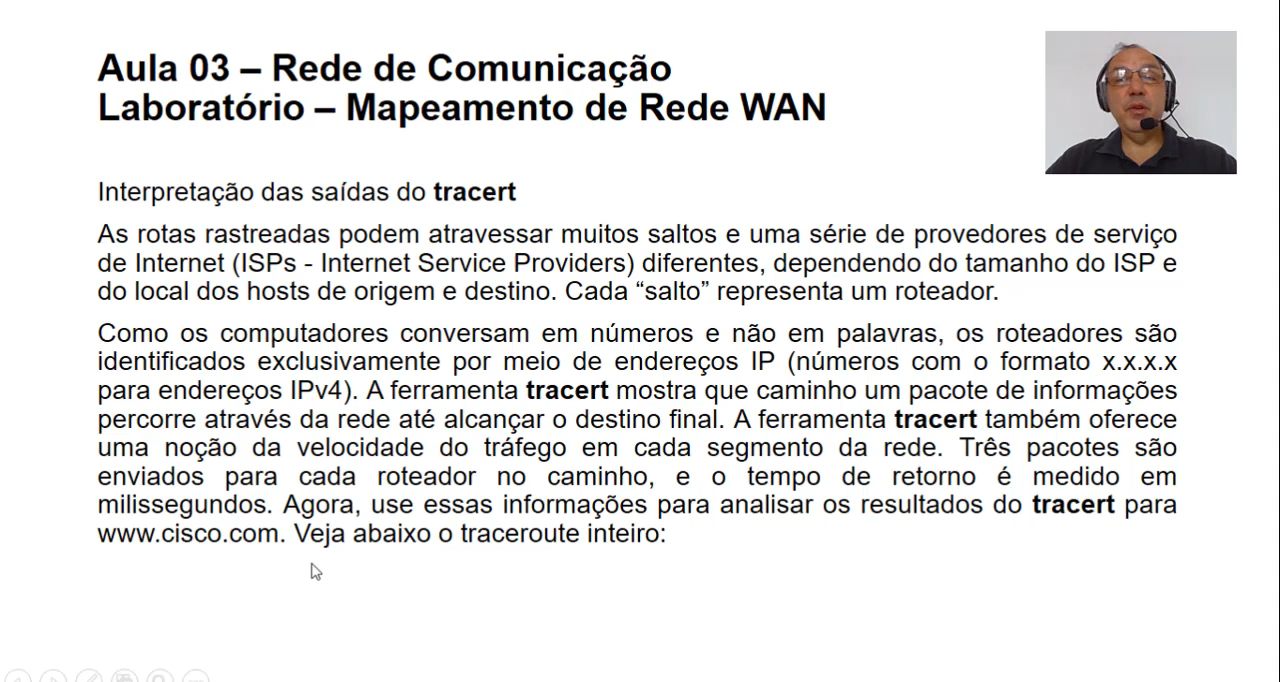 Aula 03 – Rede de Comunicação
Laboratório – Mapeamento de Rede WAN
Interpretação das saídas do tracert
As rotas rastreadas podem atravessar muitos saltos e uma série de provedores de serviço
de Internet (ISPs - Internet Service Providers) diferentes, dependendo do tamanho do ISP e
do local dos hosts de origem e destino. Cada “salto” representa um roteador.
Como os computadores conversam em números e não em palavras, os roteadores são
identificados exclusivamente por meio de endereços IP (números com o formato x.x.x.x
para endereços IPv4). A ferramenta tracert mostra que caminho um pacote de informações
percorre através da rede até alcançar o destino final. A ferramenta tracert também oferece
uma noção da velocidade do tráfego em cada segmento da rede. Três pacotes são
enviados para cada roteador no caminho, e o tempo de retorno é medido em
milissegundos. Agora, use essas informações para analisar os resultados do tracert para
www.cisco.com. Veja abaixo o traceroute inteiro: